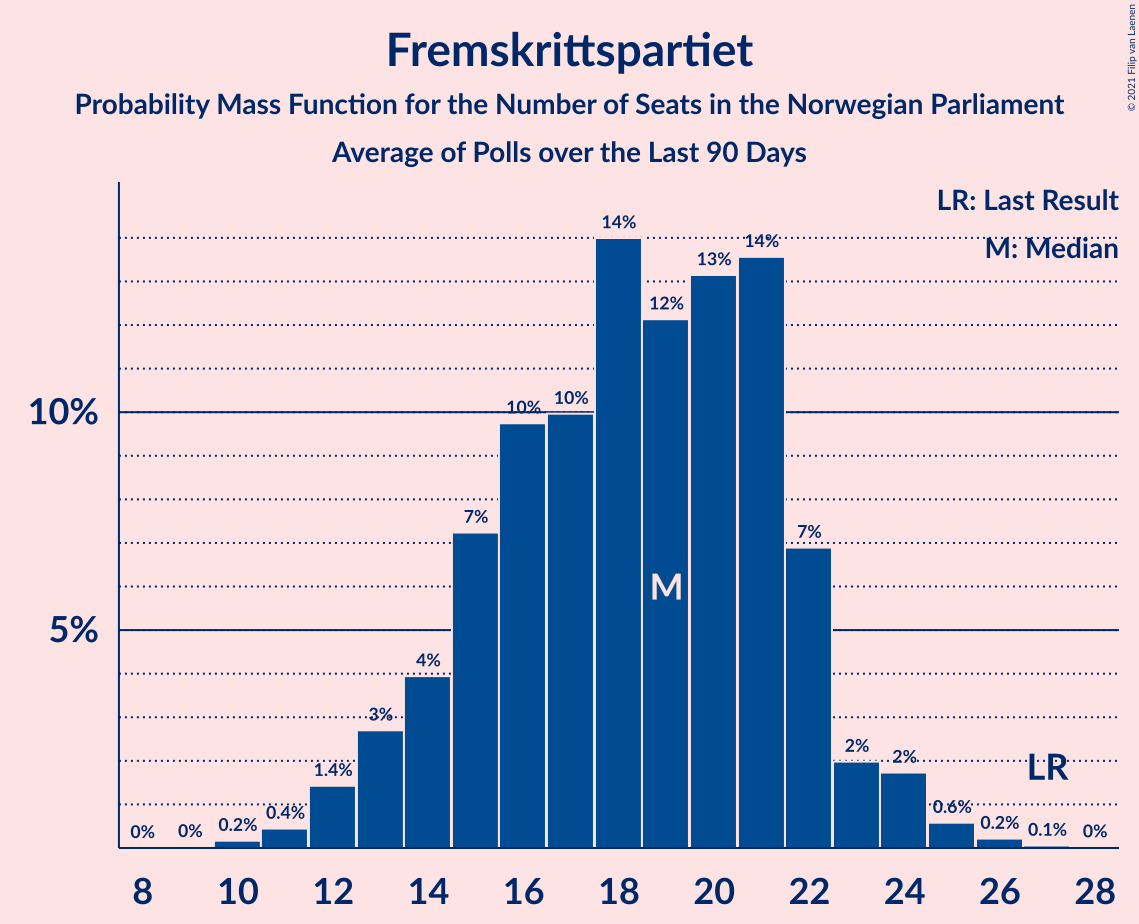 Fremskrittspartiet
Probability Mass Function for the Number of Seats in the Norwegian Parliament
Average of Polls over the Last 90 Days
© 2021 Filip van Laenen
LR: Last Result
M: Median
10%
5%
0%
0%
0.2%
0.4%
1.4%
3%
4%
7%
10%
10%
14%
12%
13%
14%
7%
2%
2%
0.6%
0.2%
0.1%
0%
M
LR
8 10 12 14 16 18 20 22 24 26 28